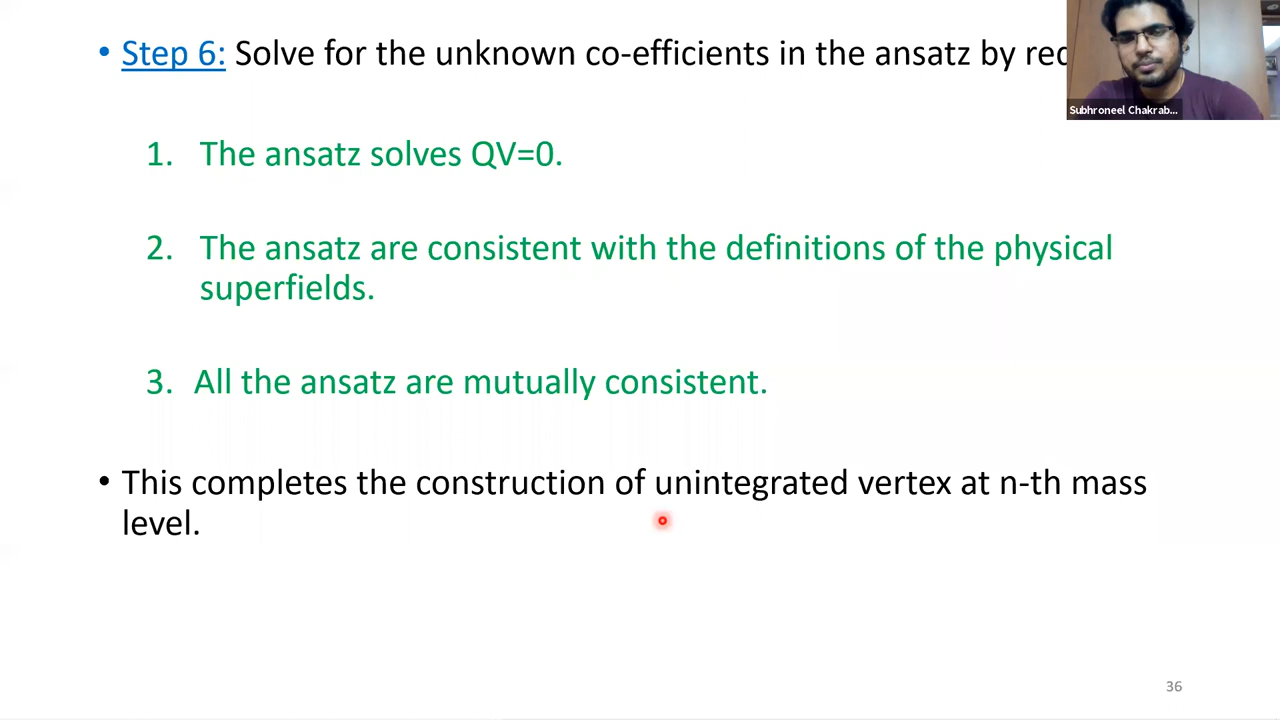 • Step 6: Solve for the unknown co-efficients in the ansatz by
Subhroneel Chakrab...
1. The ansatz solves QV=0.
2. The ansatz are consistent with the definitions of the physical
superfields.
3. All the ansatz are mutually consistent.
• This completes the construction of unintegrated vertex at n-th mass
level.
36